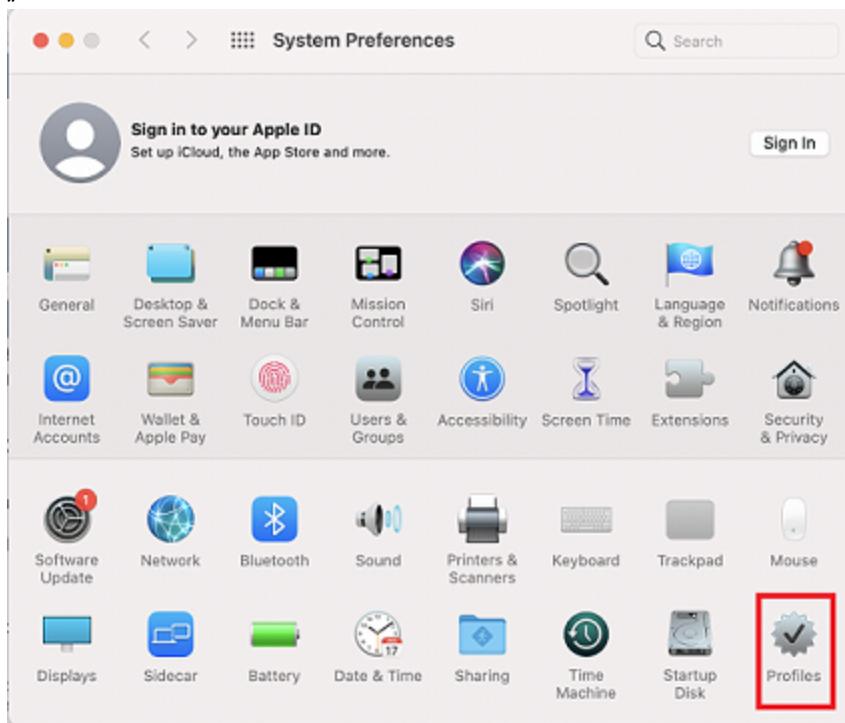 System Preferences
Search
Sign in to your Apple ID
Set up iCloud, the App Store and more.
Sign In
General
Desktop &
Screen Saver
Dock &
Menu Bar
Mission
Control
Siri
Spotlight
Language
& Region
Notifications
@
Internet
Accounts
Wallet &
Apple Pay
Touch ID
Users &
Groups
Accessibility
Screen Time
Extensions
Security
& Privacy
1
Software
Update
Network
Bluetooth
Sound
Printers &
Scanners
Keyboard
Trackpad
Mouse
17
Displays
Sidecar
Battery
Date & Time
Sharing
Time
Machine
Startup
Disk
Profiles